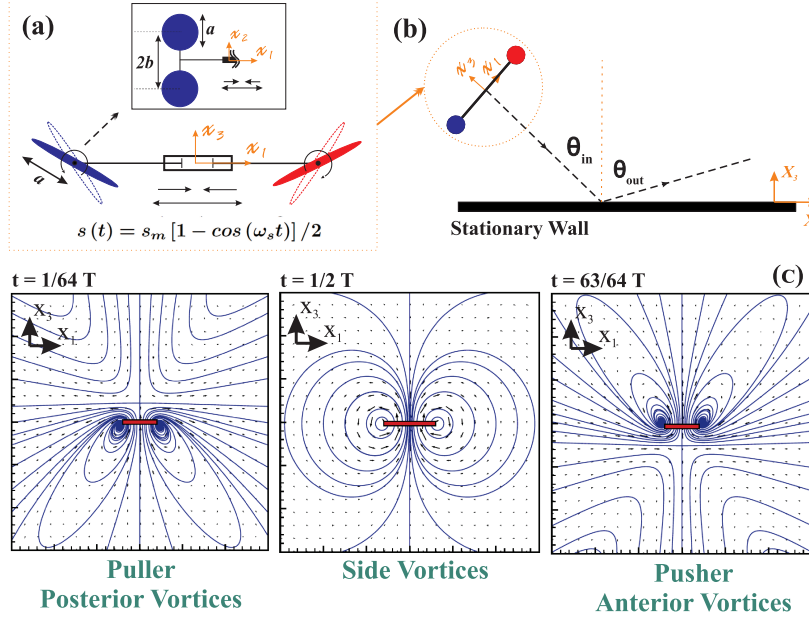 (a)
a
2b
x₂
x₁
x₃
x₁
a
s (t) = sₘ [1 − cos (ωₛt)] /2
(b)
x₃
x₁
θin
θout
X₃
X
Stationary Wall
(c)
t = 1/64 T
t = 1/2 T
t = 63/64 T
X₃
X₁
X₃
X₁
X₃
X₁
Puller
Posterior Vortices
Side Vortices
Pusher
Anterior Vortices